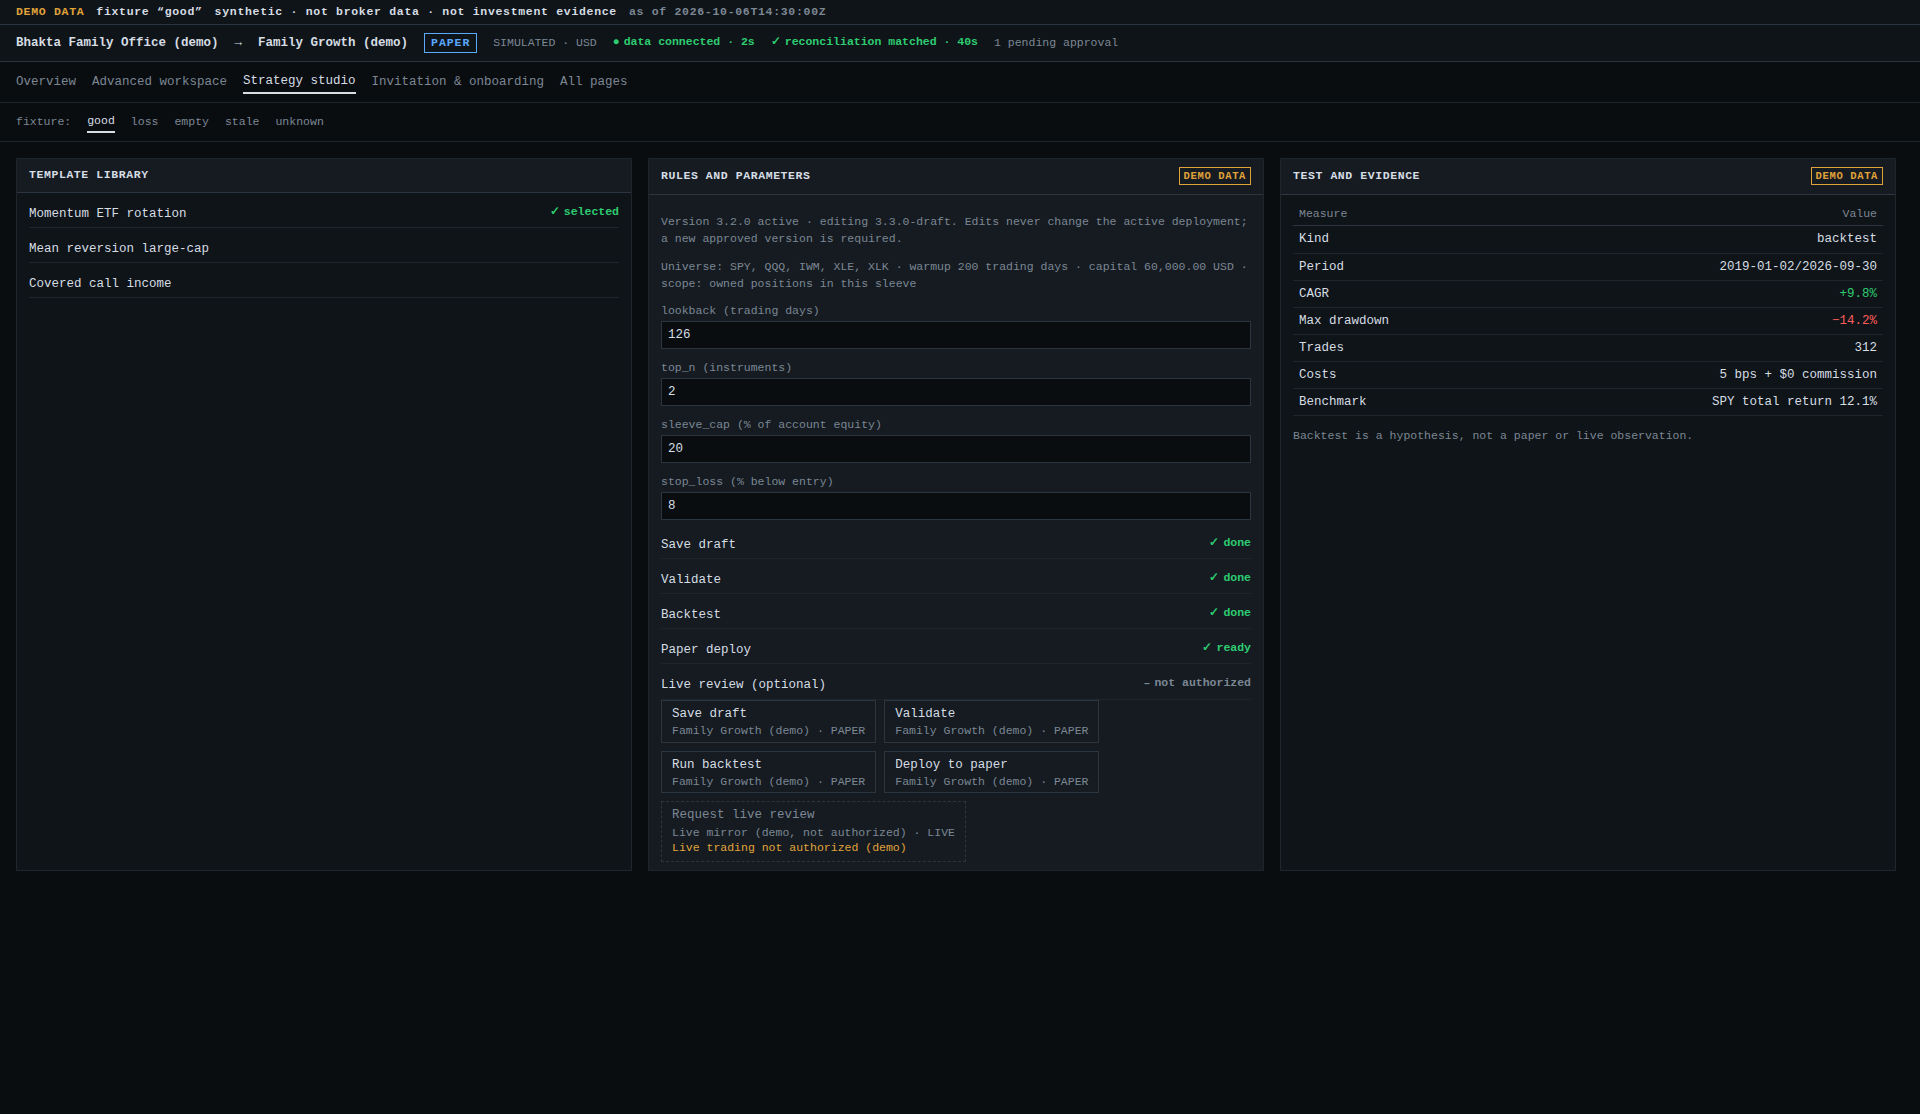 DEMO DATA fixture “good” synthetic · not broker data · not investment evidence as of 2026-10-06T14:30:00Z
Bhakta Family Office (demo) → Family Growth (demo) PAPER SIMULATED · USD ● data connected · 2s ✓ reconciliation matched · 40s 1 pending approval
Overview Advanced workspace Strategy studio Invitation & onboarding All pages
fixture: good loss empty stale unknown
TEMPLATE LIBRARY
Momentum ETF rotation ✓ selected
Mean reversion large-cap
Covered call income
RULES AND PARAMETERS DEMO DATA
Version 3.2.0 active · editing 3.3.0-draft. Edits never change the active deployment;
a new approved version is required.
Universe: SPY, QQQ, IWM, XLE, XLK · warmup 200 trading days · capital 60,000.00 USD ·
scope: owned positions in this sleeve
lookback (trading days)
126
top_n (instruments)
2
sleeve_cap (% of account equity)
20
stop_loss (% below entry)
8
Save draft ✓ done
Validate ✓ done
Backtest ✓ done
Paper deploy ✓ ready
Live review (optional) – not authorized
Save draft
Family Growth (demo) · PAPER
Validate
Family Growth (demo) · PAPER
Run backtest
Family Growth (demo) · PAPER
Deploy to paper
Family Growth (demo) · PAPER
Request live review
Live mirror (demo, not authorized) · LIVE
Live trading not authorized (demo)
TEST AND EVIDENCE DEMO DATA
Measure Value
Kind backtest
Period 2019-01-02/2026-09-30
CAGR +9.8%
Max drawdown −14.2%
Trades 312
Costs 5 bps + $0 commission
Benchmark SPY total return 12.1%
Backtest is a hypothesis, not a paper or live observation.